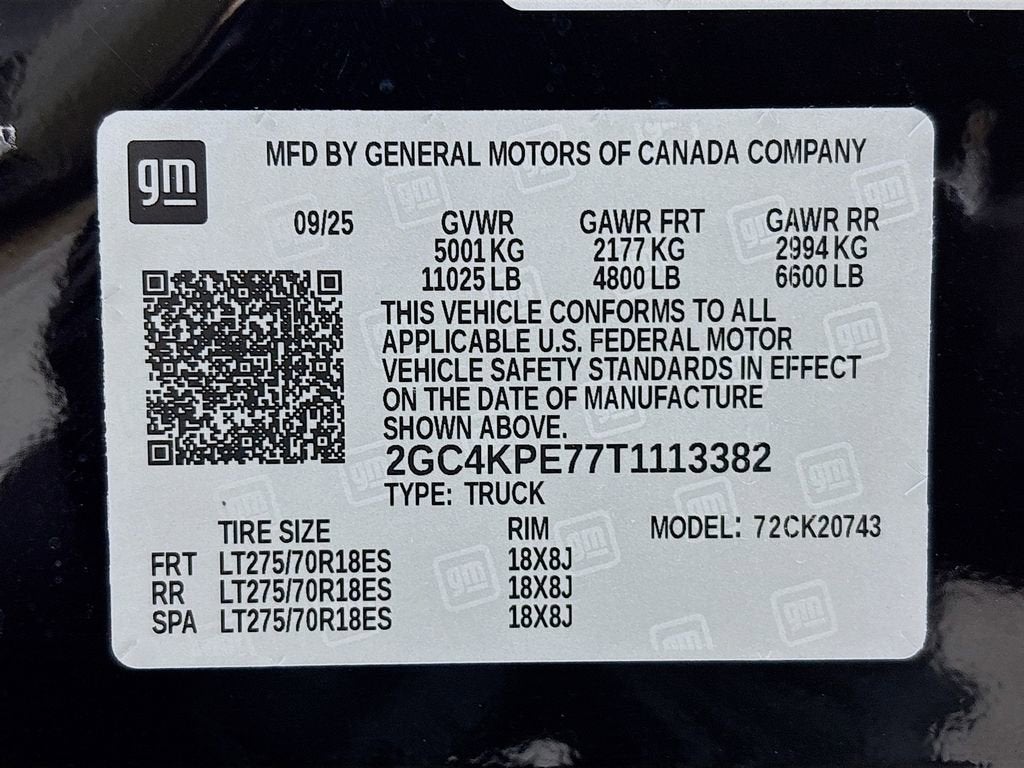 gm
MFD BY GENERAL MOTORS OF CANADA COMPANY
09/25 GVWR GAWR FRT GAWR RR
5001 KG 2177 KG 2994 KG
11025 LB 4800 LB 6600 LB
THIS VEHICLE CONFORMS TO ALL
APPLICABLE U.S. FEDERAL MOTOR
VEHICLE SAFETY STANDARDS IN EFFECT
ON THE DATE OF MANUFACTURE
SHOWN ABOVE.
2GC4KPE77T1113382
TYPE: TRUCK
TIRE SIZE RIM MODEL: 72CK20743
FRT LT275/70R18ES 18X8J
RR LT275/70R18ES 18X8J
SPA LT275/70R18ES 18X8J